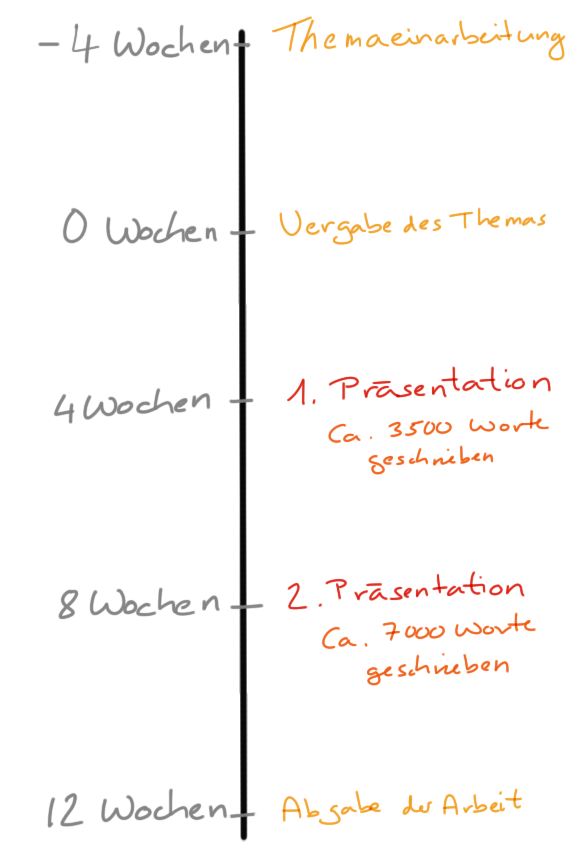 - 4 Wochen Themaeinarbeitung
0 Wochen Vergabe des Themas
4 Wochen 1. Präsentation
Ca. 3500 Worte
geschrieben
8 Wochen 2. Präsentation
Ca. 7000 Worte
geschrieben
12 Wochen Abgabe der Arbeit